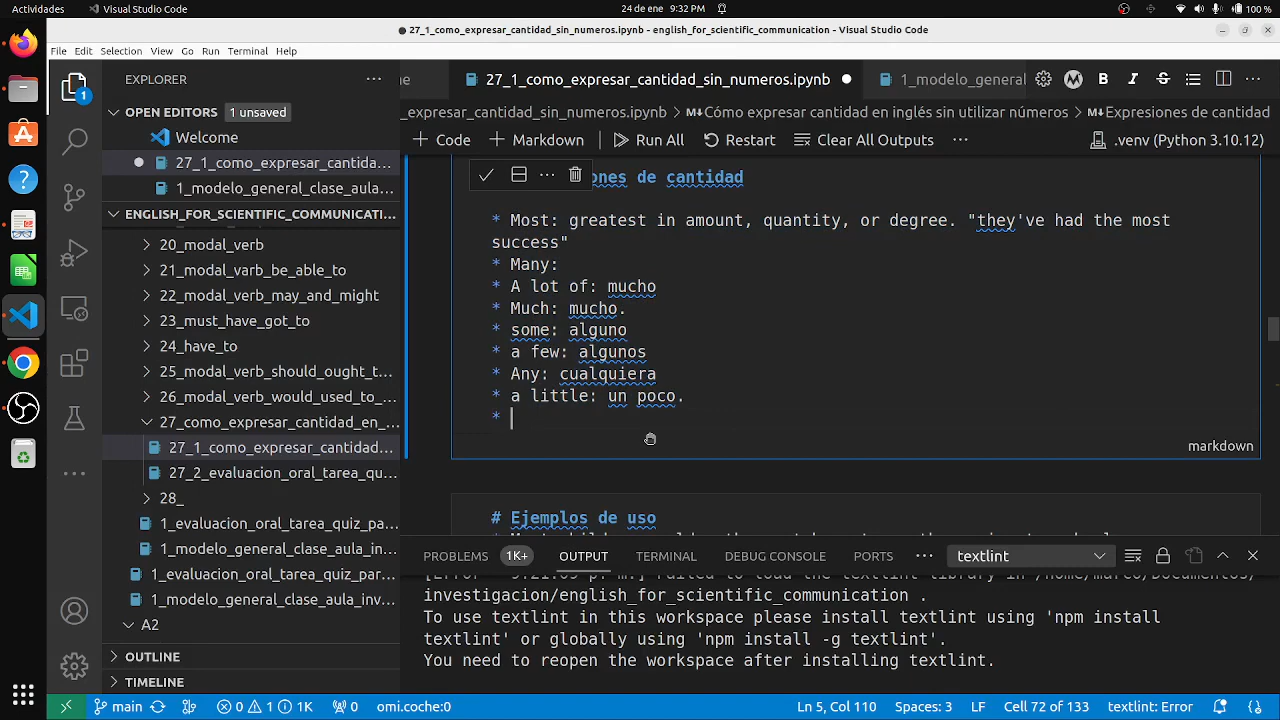 Actividades
Visual Studio Code
24 de ene 9:32 PM
100 %
27_1_como_expresar_cantidad_sin_numeros.ipynb - english_for_scientific_communication - Visual Studio Code
File Edit Selection View Go Run Terminal Help
EXPLORER
27_1_como_expresar_cantidad_sin_numeros.ipynb
1_modelo_general
OPEN EDITORS 1 unsaved
_expresar_cantidad_sin_numeros.ipynb > Cómo expresar cantidad en inglés sin utilizar números > Expresiones de cantidad
Welcome
27_1_como_expresar_cantida...
1_modelo_general_clase_aula...
Code Markdown Run All Restart Clear All Outputs ... .venv (Python 3.10.12)
ENGLISH_FOR_SCIENTIFIC_COMMUNICATI...
20_modal_verb
21_modal_varb_be_able_to
22_modal_verb_may_and_might
23_must_have_got_to
24_have_to
25_modal_verb_should_ought_t...
26_modal_verb_would_used_to_...
27_como_expresar_cantidad_en_...
27_1_como_expresar_cantidad...
27_2_evaluacion_oral_tarea_qu...
28_
1_evaluacion_oral_tarea_quiz_pa...
1_modelo_general_clase_aula_in...
1_evaluacion_oral_tarea_quiz_par...
1_modelo_general_clase_aula_inv...
A2
OUTLINE
TIMELINE
ones de cantidad
* Most: greatest in amount, quantity, or degree. "they've had the most
success"
* Many:
* A lot of: mucho
* Much: mucho.
* some: alguno
* a few: algunos
* Any: cualquiera
* a little: un poco.
*
markdown
# Ejemplos de uso
PROBLEMS 1K+ OUTPUT TERMINAL DEBUG CONSOLE PORTS ... textlint
investigacion/english_for_scientific_communication .
To use textlint in this workspace please install textlint using 'npm install
textlint' or globally using 'npm install -g textlint'.
You need to reopen the workspace after installing textlint.
main 0 1 1K 0 omi.coche:0 Ln 5, Col 110 Spaces: 3 LF Cell 72 of 133 textlint: Error